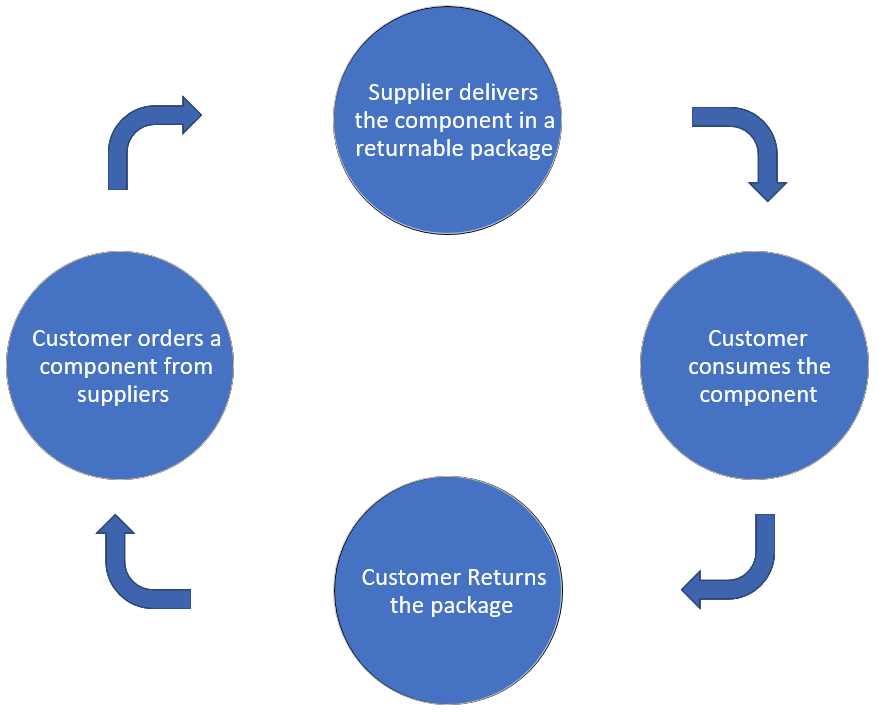 Supplier delivers
the component in a
returnable package
Customer orders a
component from
suppliers
Customer
consumes the
component
Customer Returns
the package